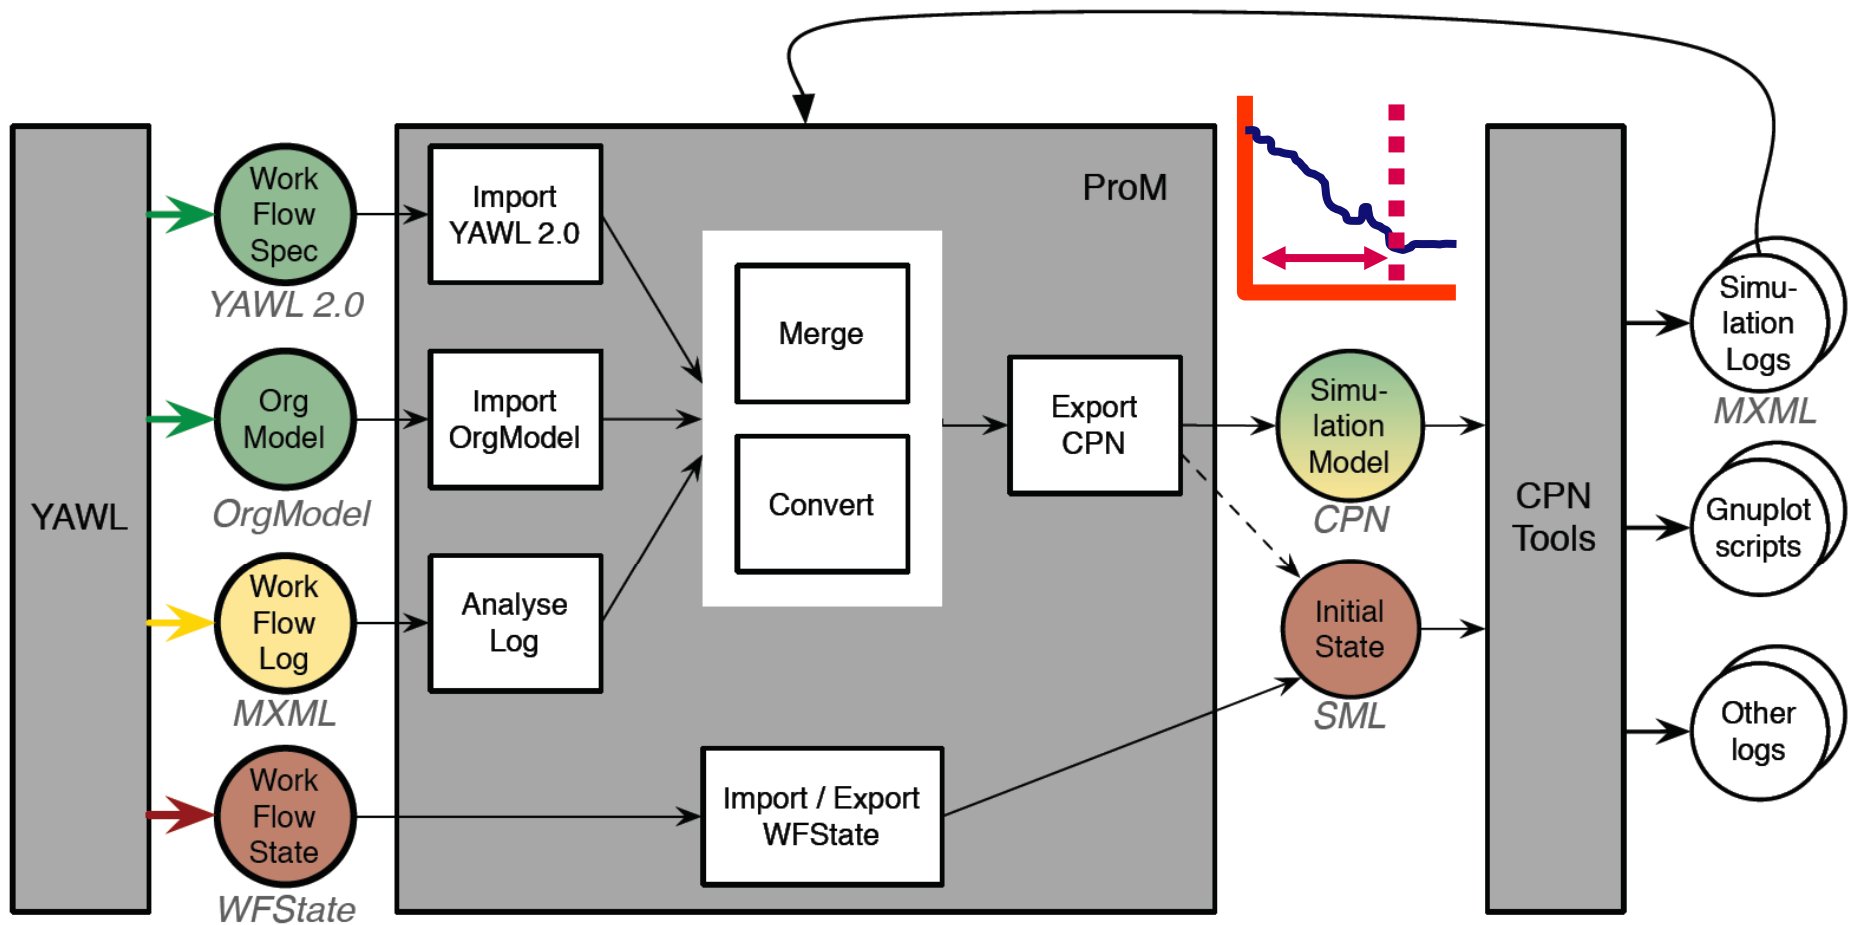 YAWL
Work
Flow
Spec
YAWL 2.0
Org
Model
OrgModel
Work
Flow
Log
MXML
Work
Flow
State
WFState
ProM
Import
YAWL 2.0
Import
OrgModel
Analyse
Log
Merge
Convert
Export
CPN
Import / Export
WFState
Simu-
lation
Model
CPN
Initial
State
SML
CPN
Tools
Simu-
lation
Logs
MXML
Gnuplot
scripts
Other
logs